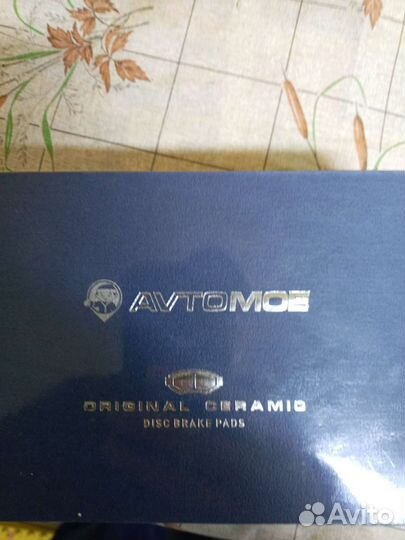 AVTOMOE
ORIGINAL CERAMIC
DISC BRAKE PADS
Avito